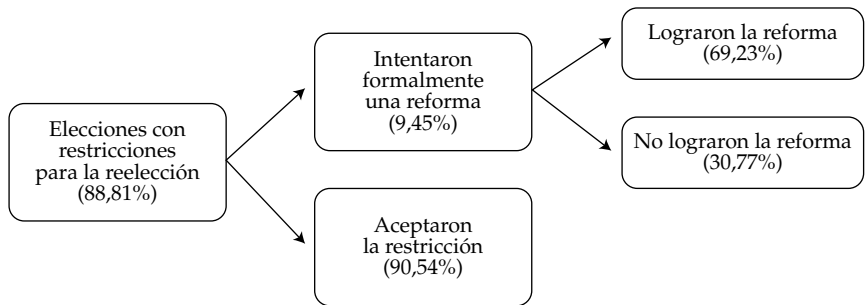 Elecciones con
restricciones
para la reelección
(88,81%)
Intentaron
formalmente
una reforma
(9,45%)
Aceptaron
la restricción
(90,54%)
Lograron la reforma
(69,23%)
No lograron la reforma
(30,77%)